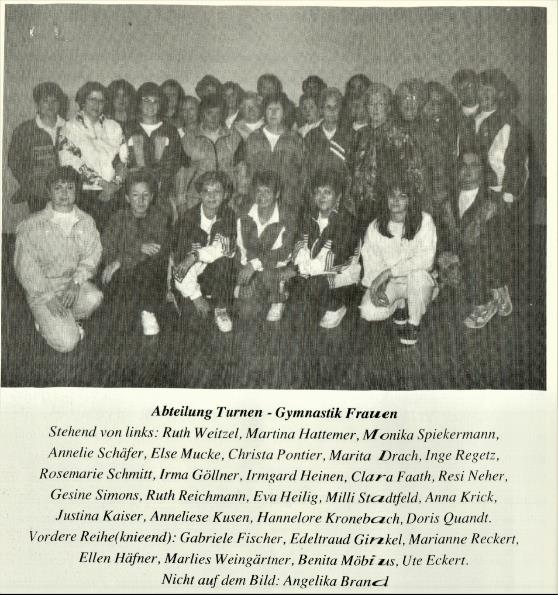 Abteilung Turnen - Gymnastik Frauen
Stehend von links: Ruth Weitzel, Martina Hattemer, Monika Spiekermann,
Annelie Schäfer, Else Mucke, Christa Pontier, Marita Drach, Inge Regetz,
Rosemarie Schmitt, Irma Göllner, Irmgard Heinen, Clara Faath, Resi Neher,
Gesine Simons, Ruth Reichmann, Eva Heilig, Milli Stadtfeld, Anna Krick,
Justina Kaiser, Anneliese Kusen, Hannelore Kronebach, Doris Quandt.
Vordere Reihe(knieend): Gabriele Fischer, Edeltraud Ginkel, Marianne Reckert,
Ellen Häfner, Marlies Weingärtner, Benita Möbius, Ute Eckert.
Nicht auf dem Bild: Angelika Brand